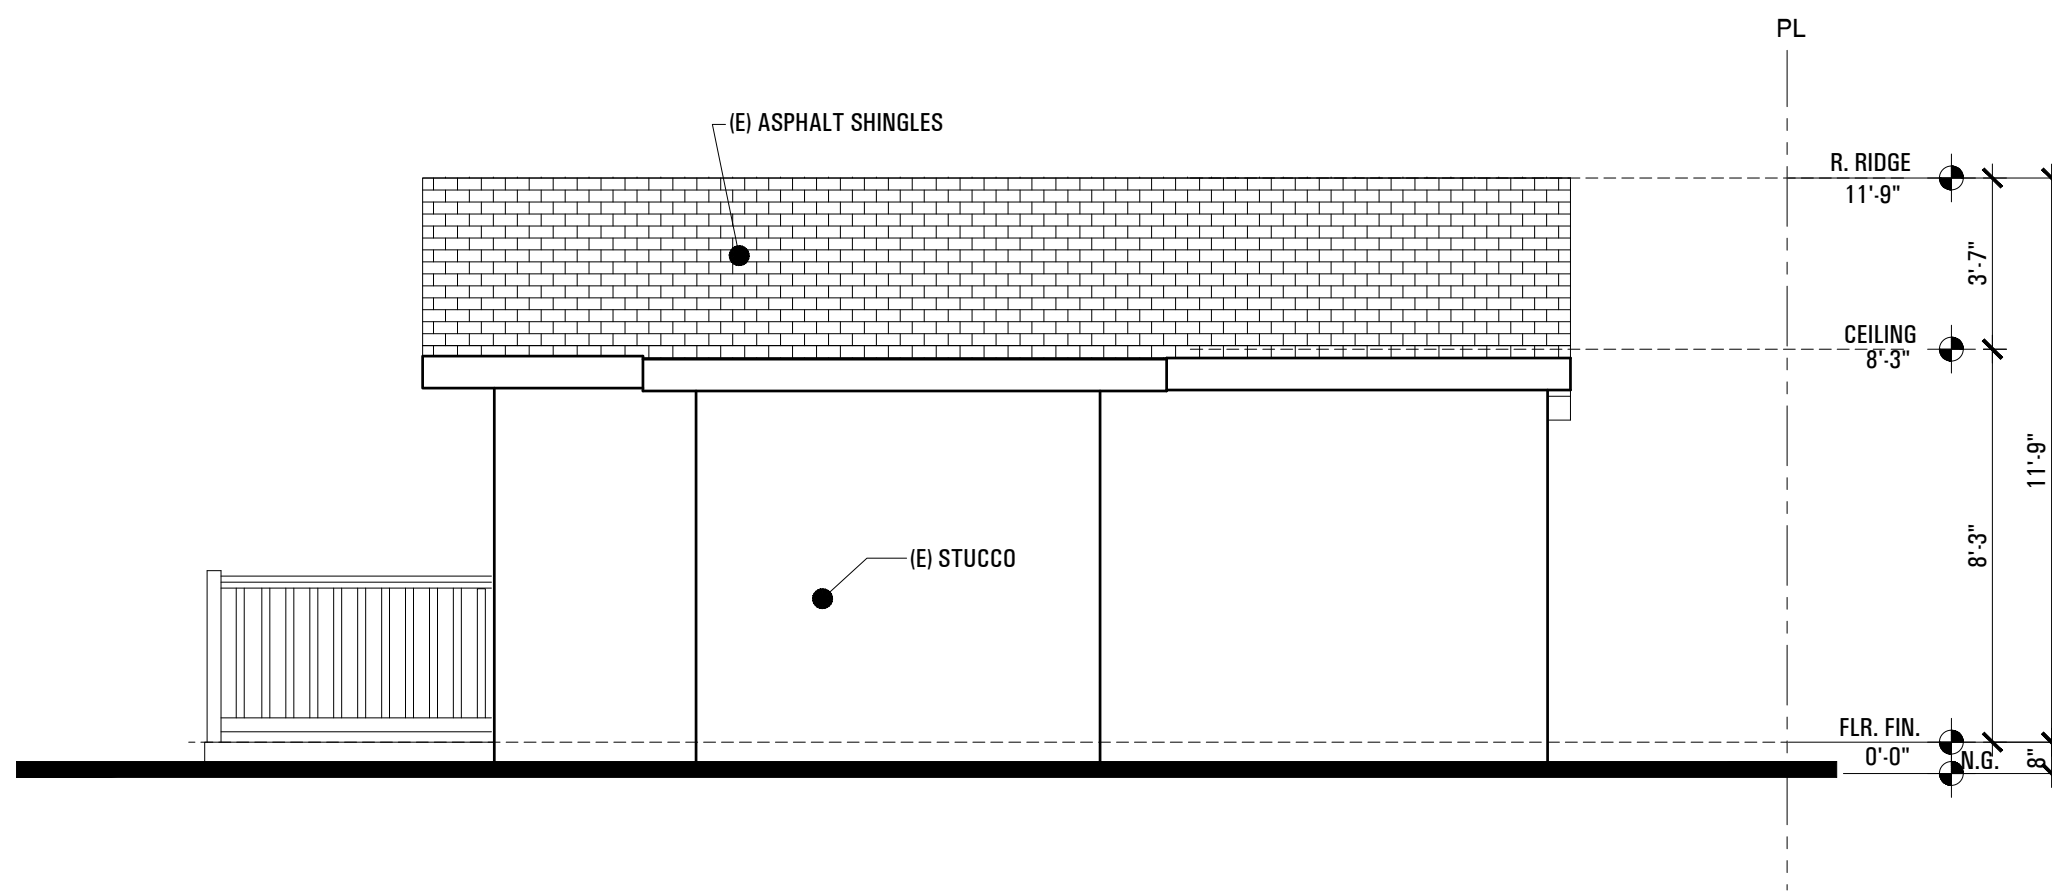 PL
(E) ASPHALT SHINGLES
R. RIDGE
11'-9"
3'-7"
CEILING
8'-3"
11'-9"
8'-3"
(E) STUCCO
FLR. FIN.
0'-0"
N.G.
8"